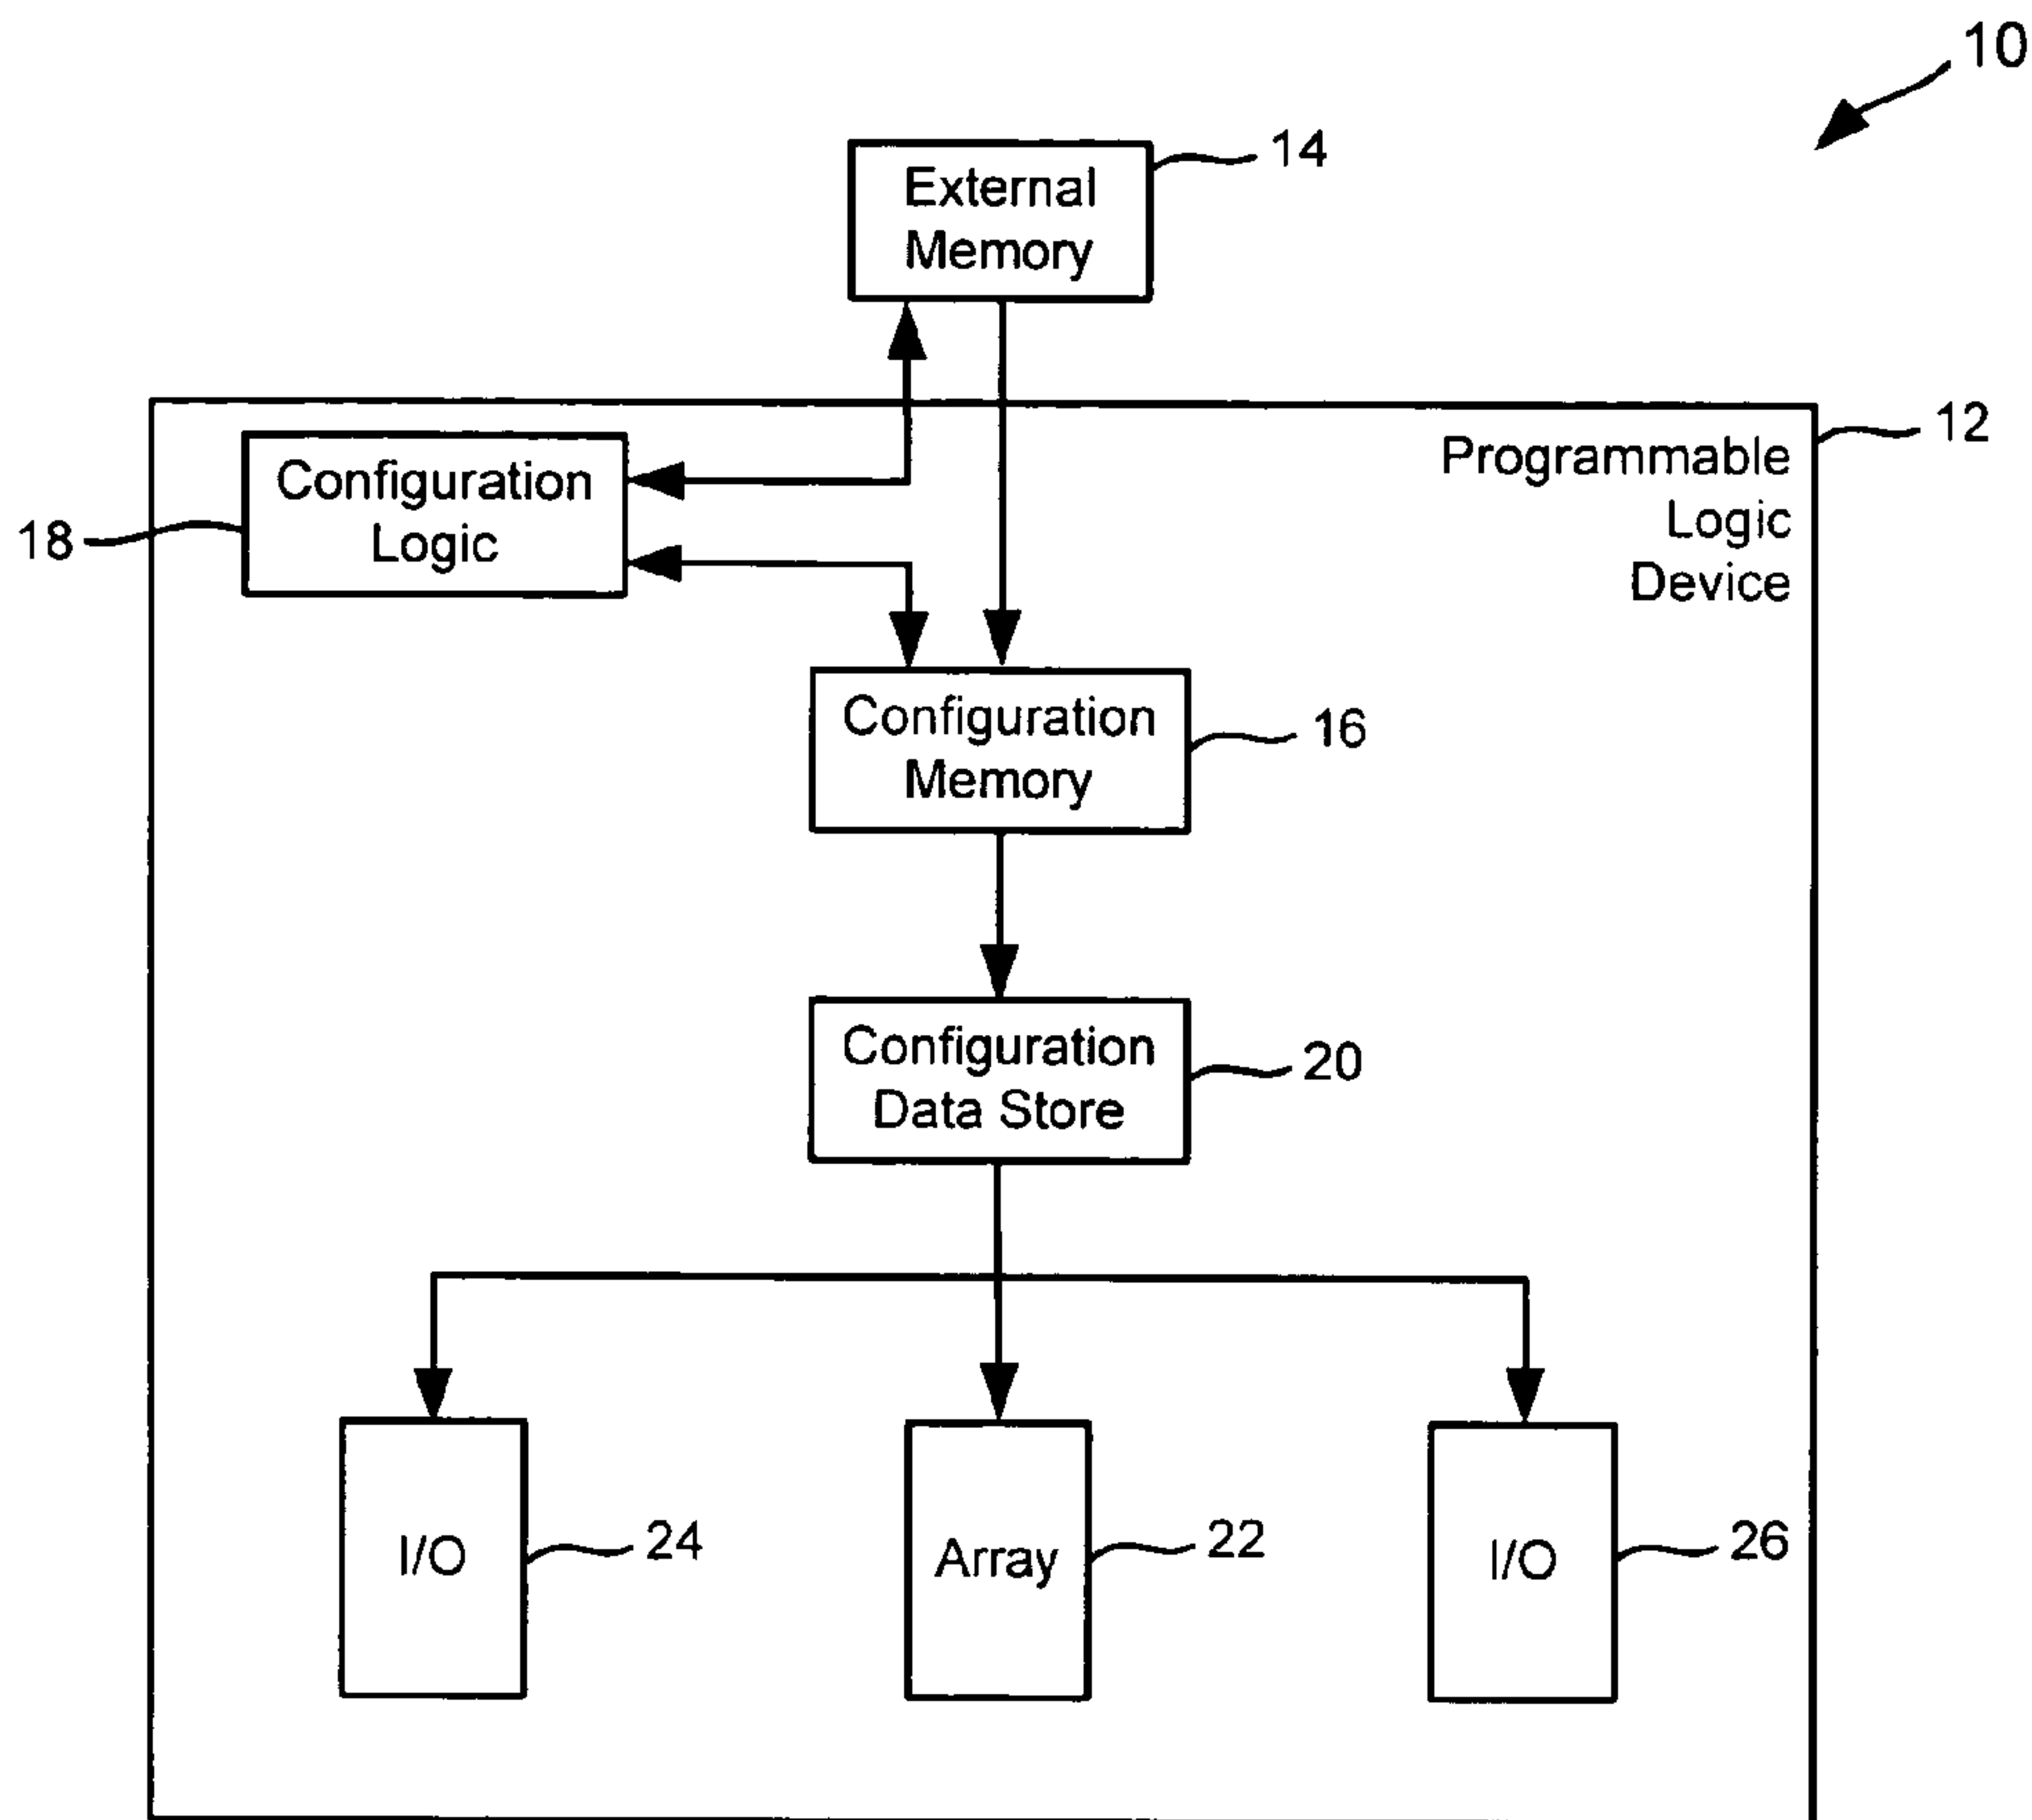 10
External
Memory
14
12
Programmable
Logic
Device
Configuration
Logic
18
Configuration
Memory
16
Configuration
Data Store
20
I/O
24
Array
22
I/O
26